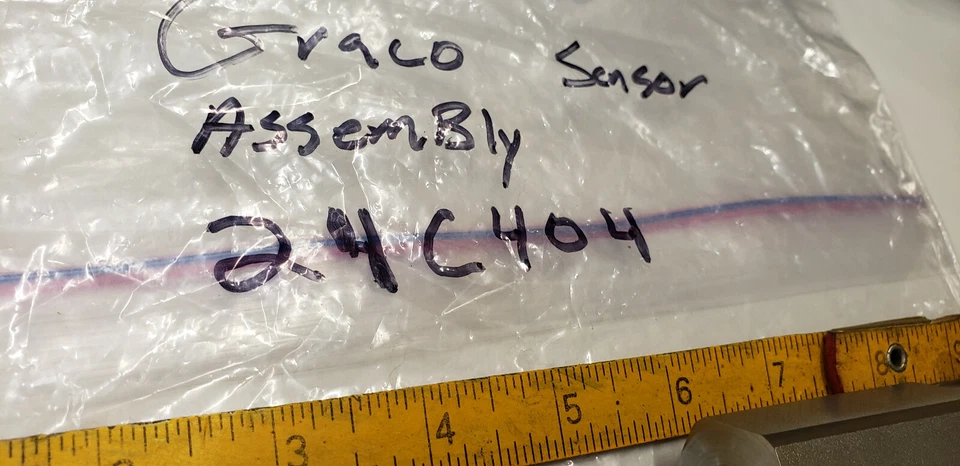 Graco Sensor
AssemBly
24C404
3 4 5 6 7 8